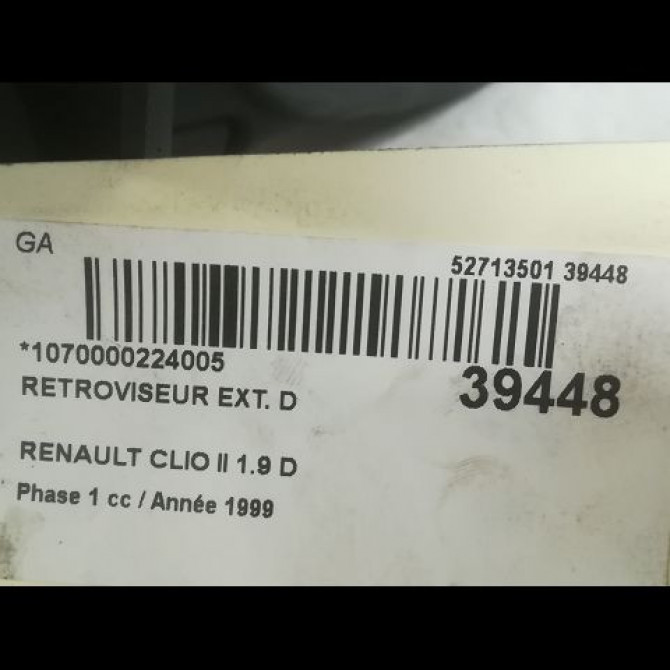 GA
52713501 39448
*1070000224005
39448
RETROVISEUR EXT. D
RENAULT CLIO II 1.9 D
Phase 1 cc / Année 1999